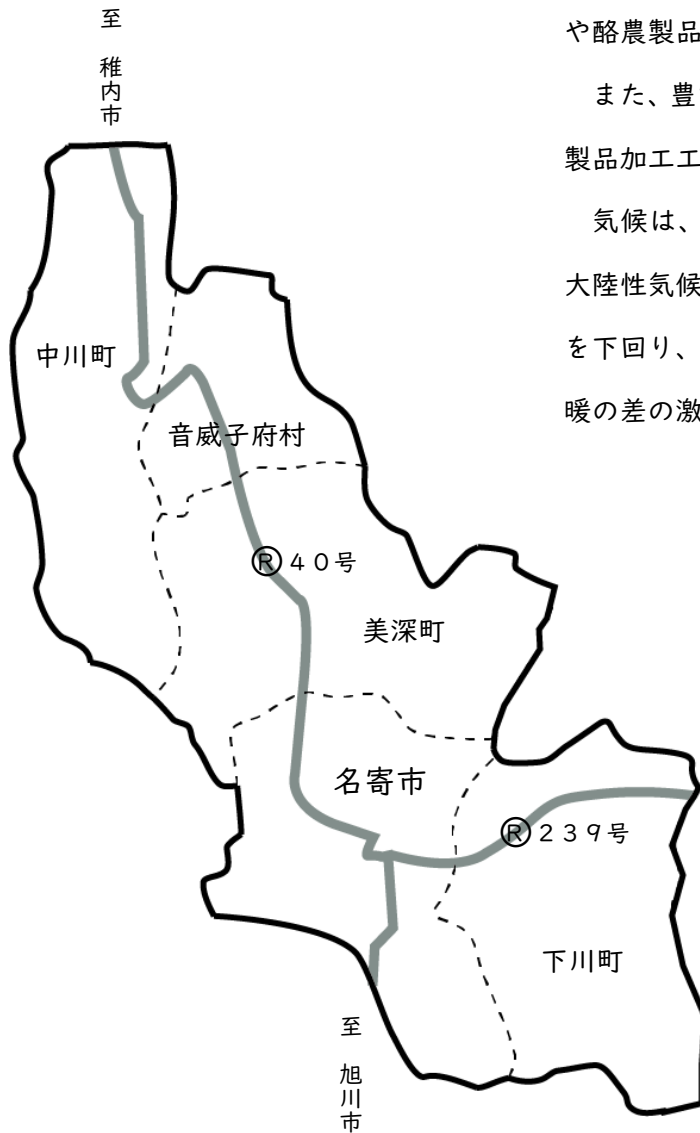 至 稚内市
や酪農製品
また、豊
製品加工工
気候は、
大陸性気候
を下回り、
暖の差の激
中川町
音威子府村
Ⓡ40号
美深町
名寄市
Ⓡ239号
下川町
至 旭川市